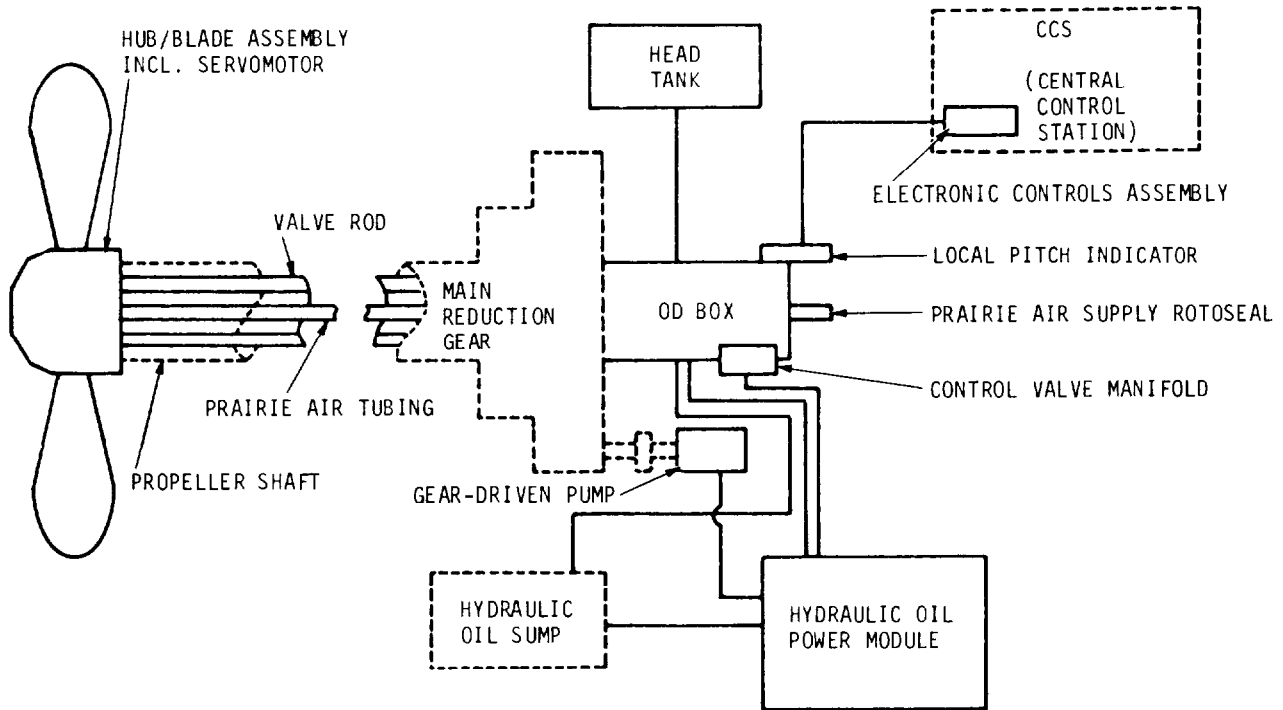 HUB/BLADE ASSEMBLY
INCL. SERVOMOTOR
HEAD
TANK
CCS
(CENTRAL
CONTROL
STATION)
ELECTRONIC CONTROLS ASSEMBLY
VALVE ROD
LOCAL PITCH INDICATOR
MAIN
REDUCTION
GEAR
OD BOX
PRAIRIE AIR SUPPLY ROTOSEAL
CONTROL VALVE MANIFOLD
PRAIRIE AIR TUBING
PROPELLER SHAFT
GEAR-DRIVEN PUMP
HYDRAULIC
OIL SUMP
HYDRAULIC OIL
POWER MODULE